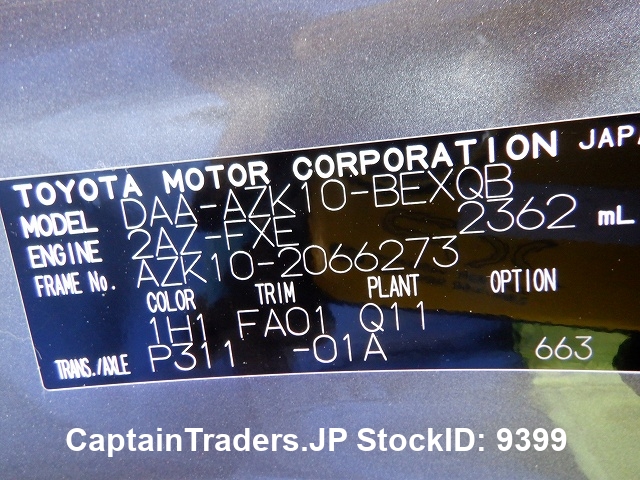 TOYOTA MOTOR CORPORATION JAPA
MODEL DAA-AZK10-BEXQB
ENGINE 2AZ-FXE 2362 mL
FRAME No. AZK10-2066273
COLOR TRIM PLANT OPTION
1H1 FA01 Q11
TRANS./AXLE P311 -01A 663
CaptainTraders.JP StockID: 9399